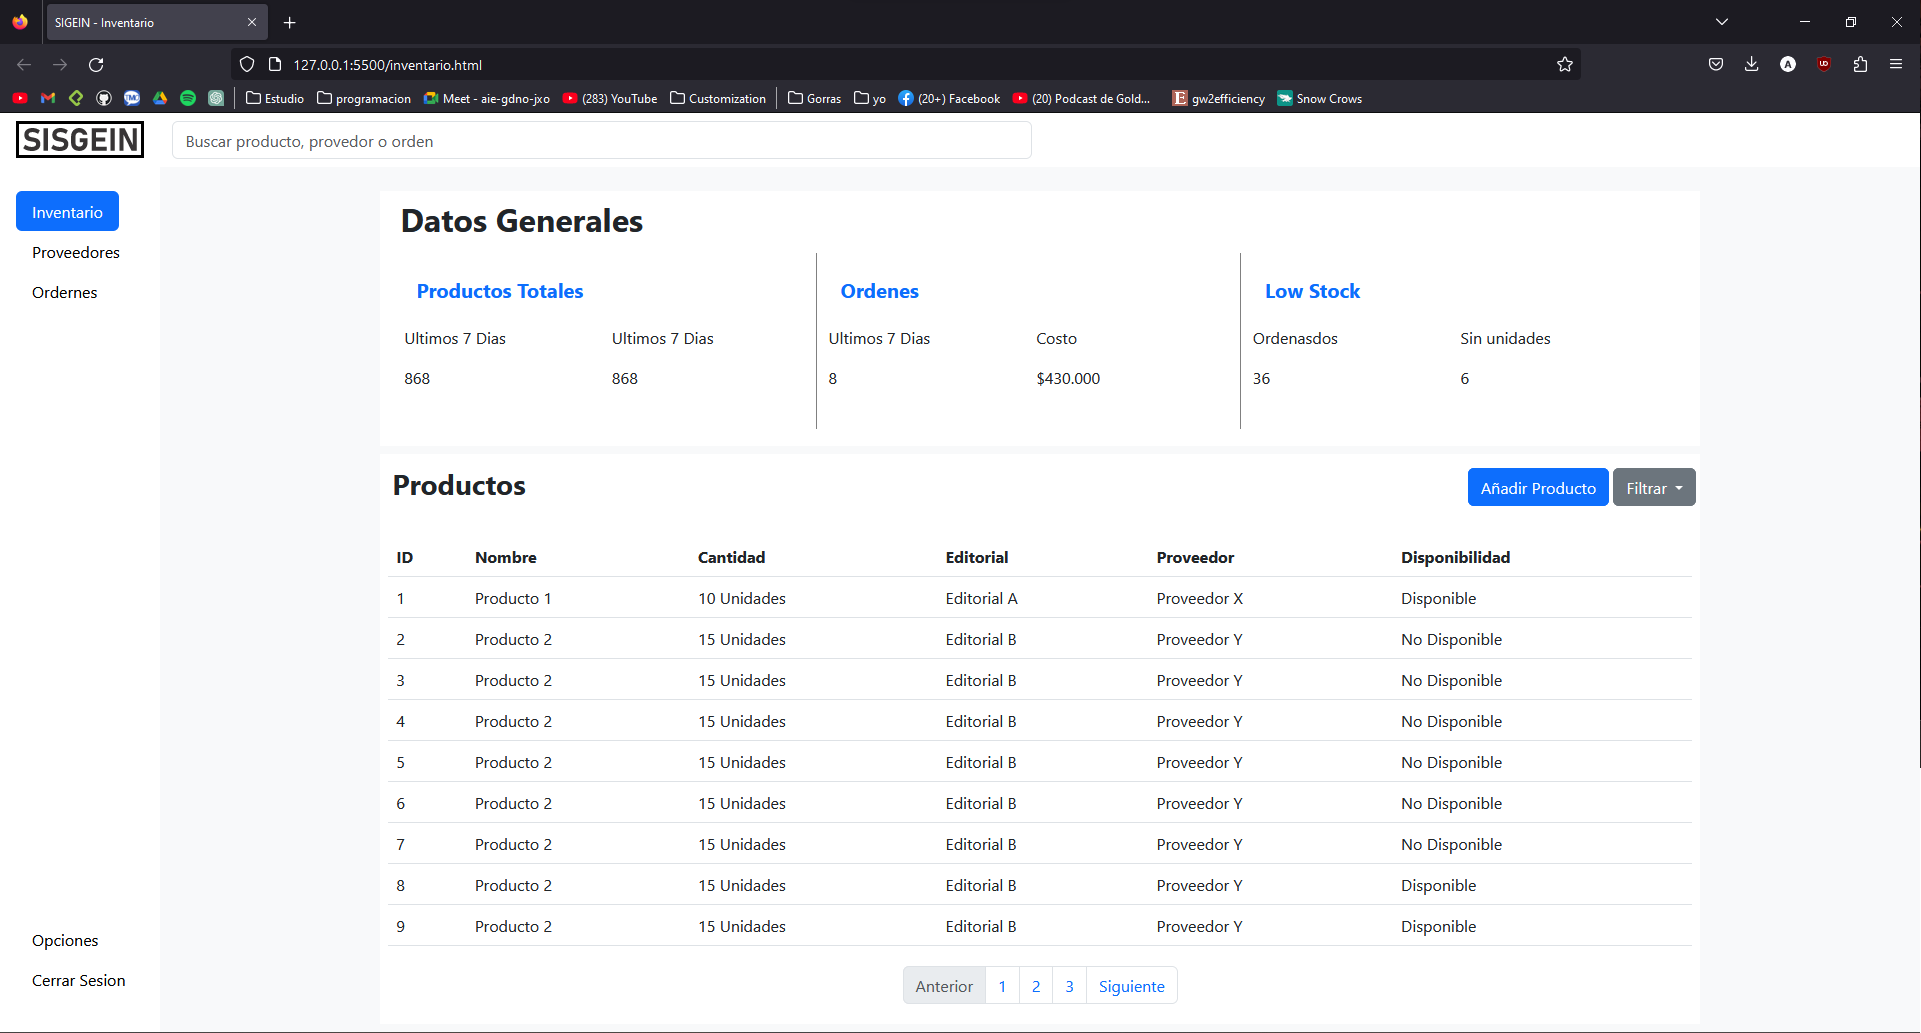 SIGEIN - Inventario
127.0.0.1:5500/inventario.html
Estudio programacion Meet - aie-gdno-jxo (283) YouTube Customization Gorras yo (20+) Facebook (20) Podcast de Gold... gw2efficiency Snow Crows
SISGEIN
Buscar producto, provedor o orden
Inventario
Proveedores
Ordernes
Opciones
Cerrar Sesion
Datos Generales
Productos Totales
Ultimos 7 Dias Ultimos 7 Dias
868 868
Ordenes
Ultimos 7 Dias Costo
8 $430.000
Low Stock
Ordenasdos Sin unidades
36 6
Productos
Añadir Producto Filtrar
ID Nombre Cantidad Editorial Proveedor Disponibilidad
1 Producto 1 10 Unidades Editorial A Proveedor X Disponible
2 Producto 2 15 Unidades Editorial B Proveedor Y No Disponible
3 Producto 2 15 Unidades Editorial B Proveedor Y No Disponible
4 Producto 2 15 Unidades Editorial B Proveedor Y No Disponible
5 Producto 2 15 Unidades Editorial B Proveedor Y No Disponible
6 Producto 2 15 Unidades Editorial B Proveedor Y No Disponible
7 Producto 2 15 Unidades Editorial B Proveedor Y No Disponible
8 Producto 2 15 Unidades Editorial B Proveedor Y Disponible
9 Producto 2 15 Unidades Editorial B Proveedor Y Disponible
Anterior 1 2 3 Siguiente